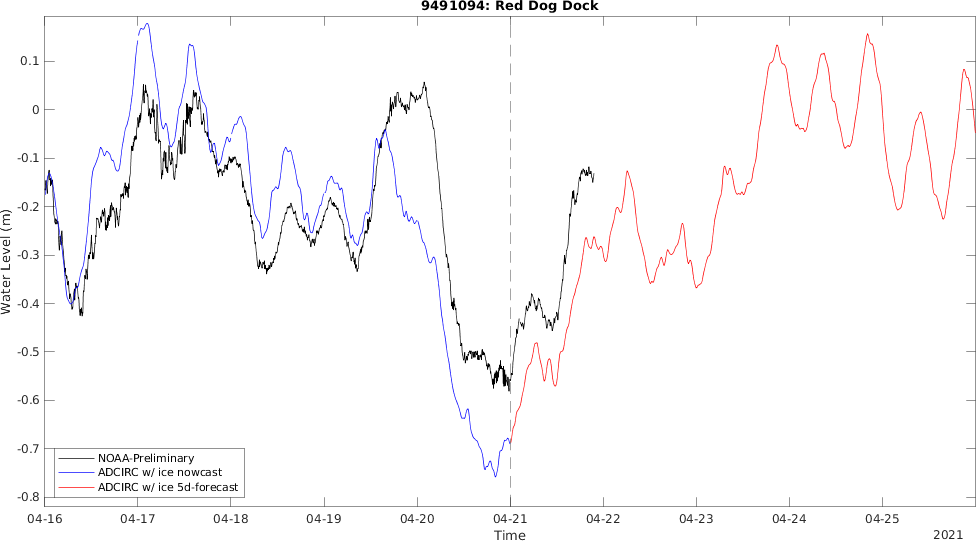 9491094: Red Dog Dock
0.1
0
-0.1
-0.2
-0.3
-0.4
-0.5
-0.6
-0.7
-0.8
Water Level (m)
NOAA-Preliminary
ADCIRC w/ ice nowcast
ADCIRC w/ ice 5d-forecast
04-16 04-17 04-18 04-19 04-20 04-21 04-22 04-23 04-24 04-25
Time
2021